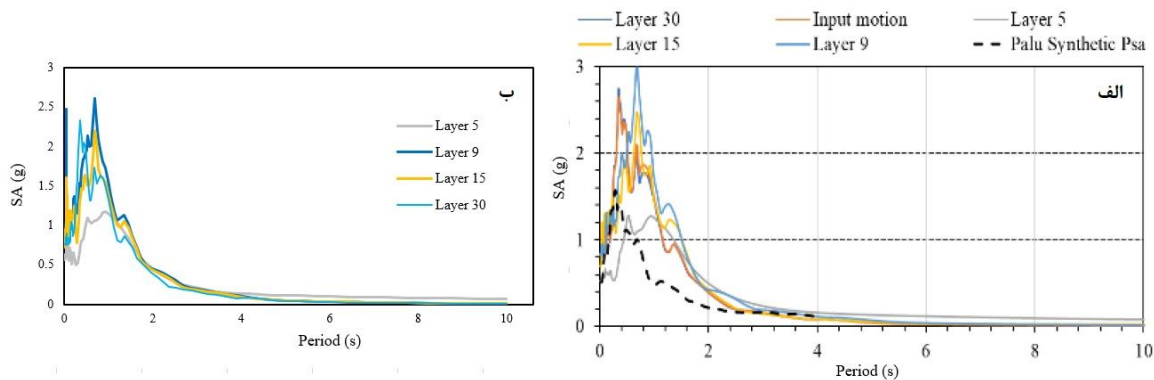 ب
SA (g)
3
2.5
2
1.5
1
0.5
0
Layer 5
Layer 9
Layer 15
Layer 30
0 2 4 6 8 10
Period (s)
Layer 30 Input motion Layer 5
Layer 15 Layer 9 Palu Synthetic Psa
الف
SA (g)
3
2
1
0
0 2 4 6 8 10
Period (s)